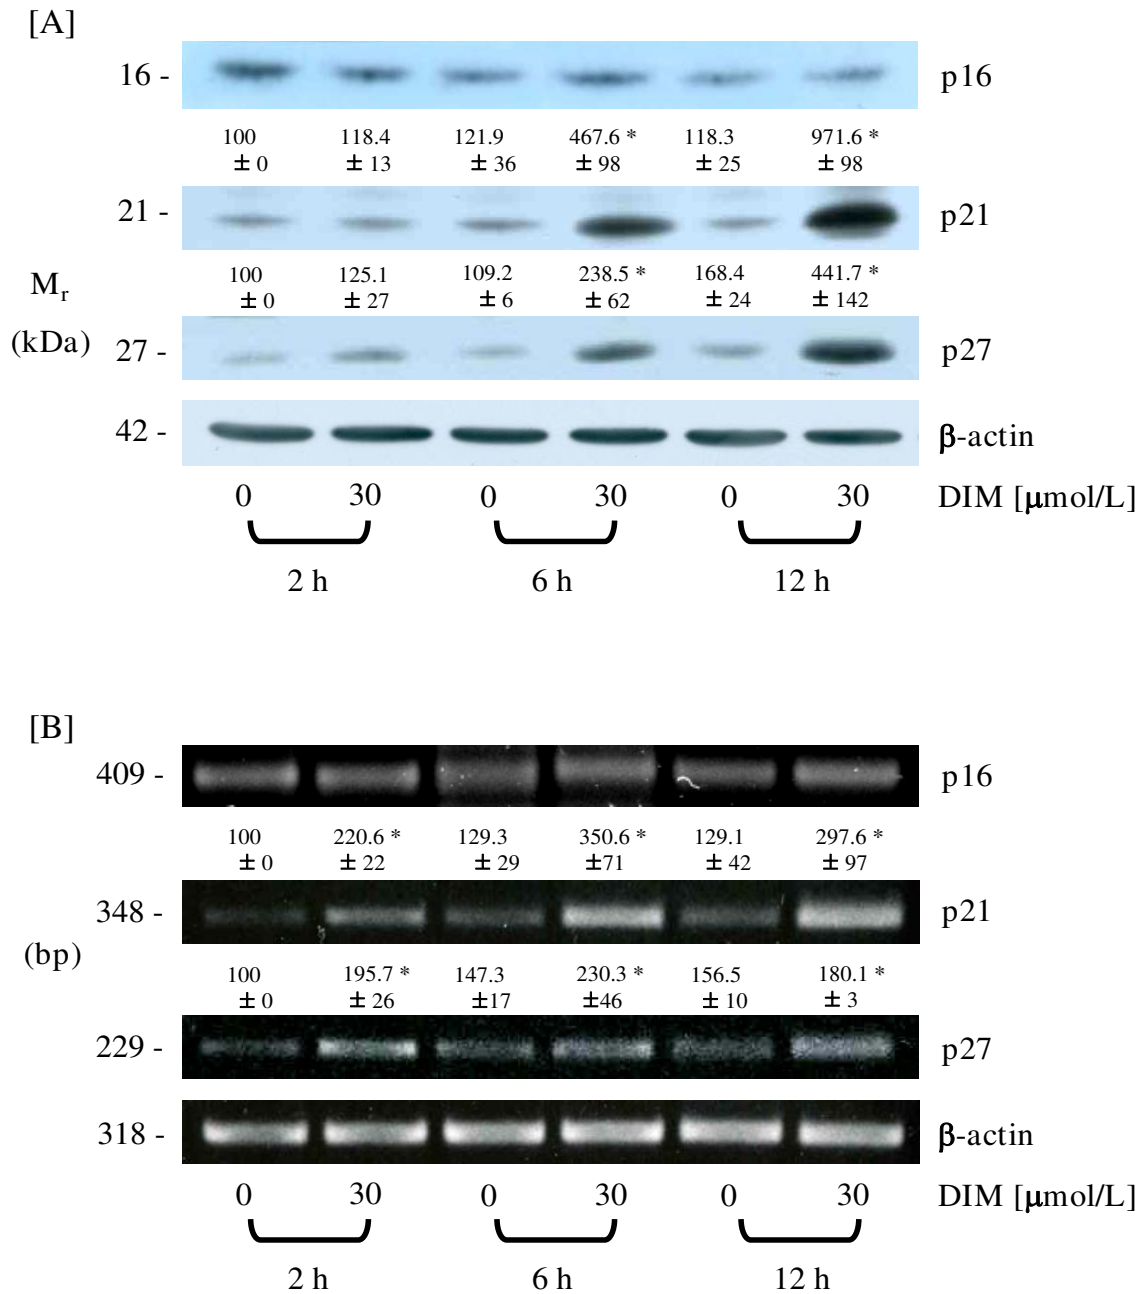 [A]
16 - p16
100 118.4 121.9 467.6 * 118.3 971.6 *
± 0 ± 13 ± 36 ± 98 ± 25 ± 98
21 - p21
100 125.1 109.2 238.5 * 168.4 441.7 *
± 0 ± 27 ± 6 ± 62 ± 24 ± 142
Mr
(kDa)
27 - p27
42 - β-actin
0 30 0 30 0 30 DIM [μmol/L]
2 h 6 h 12 h
[B]
409 - p16
100 220.6 * 129.3 350.6 * 129.1 297.6 *
± 0 ± 22 ± 29 ±71 ± 42 ± 97
348 - p21
(bp)
100 195.7 * 147.3 230.3 * 156.5 180.1 *
± 0 ± 26 ±17 ±46 ± 10 ± 3
229 - p27
318 - β-actin
0 30 0 30 0 30 DIM [μmol/L]
2 h 6 h 12 h